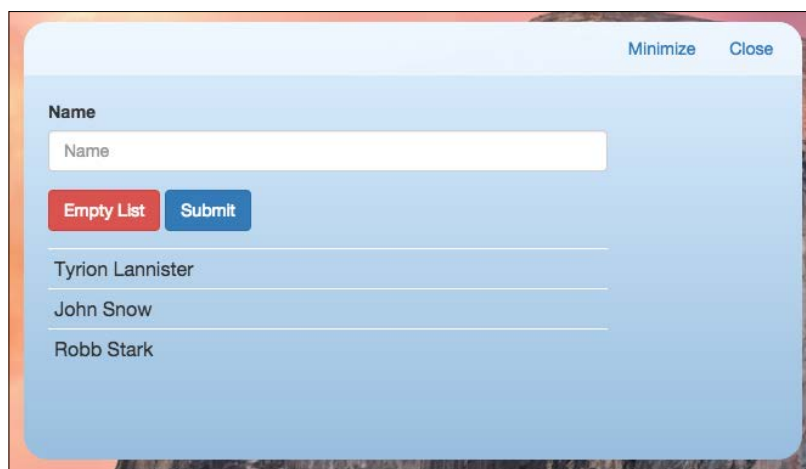 Minimize Close
Name
Name
Empty List Submit
Tyrion Lannister
John Snow
Robb Stark